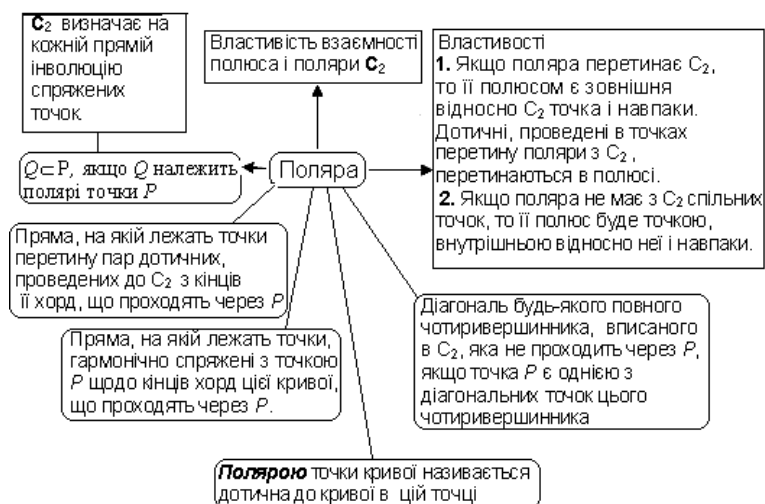 C₂ визначає на
кожній прямій
інволюцію
спряжених
точок
Властивість взаємності
полюса і поляри C₂
Властивості
1. Якщо поляра перетинає C₂,
то її полюсом є зовнішня
відносно C₂ точка і навпаки.
Дотичні, проведені в точках
перетину поляри з C₂,
перетинаються в полюсі.
2. Якщо поляра не має з C₂ спільних
точок, то її полюс буде точкою,
внутрішньою відносно неї і навпаки.
Q⊂P, якщо Q належить
полярі точки P
Поляра
Пряма, на якій лежать точки
перетину пар дотичних,
проведених до C₂ з кінців
її хорд, що проходять через P
Пряма, на якій лежать точки,
гармонічно спряжені з точкою
P щодо кінців хорд цієї кривої,
що проходять через P.
Діагональ будь-якого повного
чотиривершинника, вписаного
в C₂, яка не проходить через P,
якщо точка P є однією з
діагональних точок цього
чотиривершинника
Полярою точки кривої називається
дотична до кривої в цій точці